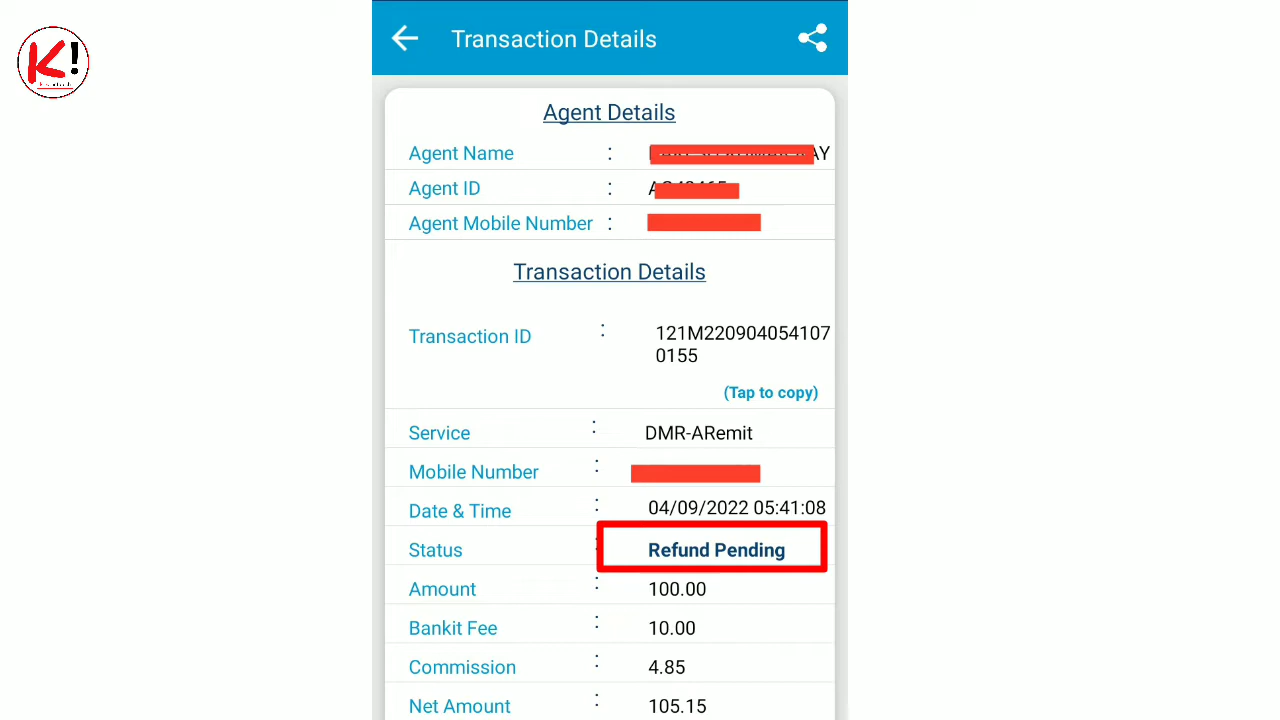 K!
Transaction Details
Agent Details
Agent Name :
Agent ID :
Agent Mobile Number :
Transaction Details
Transaction ID : 121M220904054107
0155
(Tap to copy)
Service : DMR-ARemit
Mobile Number :
Date & Time : 04/09/2022 05:41:08
Status : Refund Pending
Amount : 100.00
Bankit Fee : 10.00
Commission : 4.85
Net Amount : 105.15